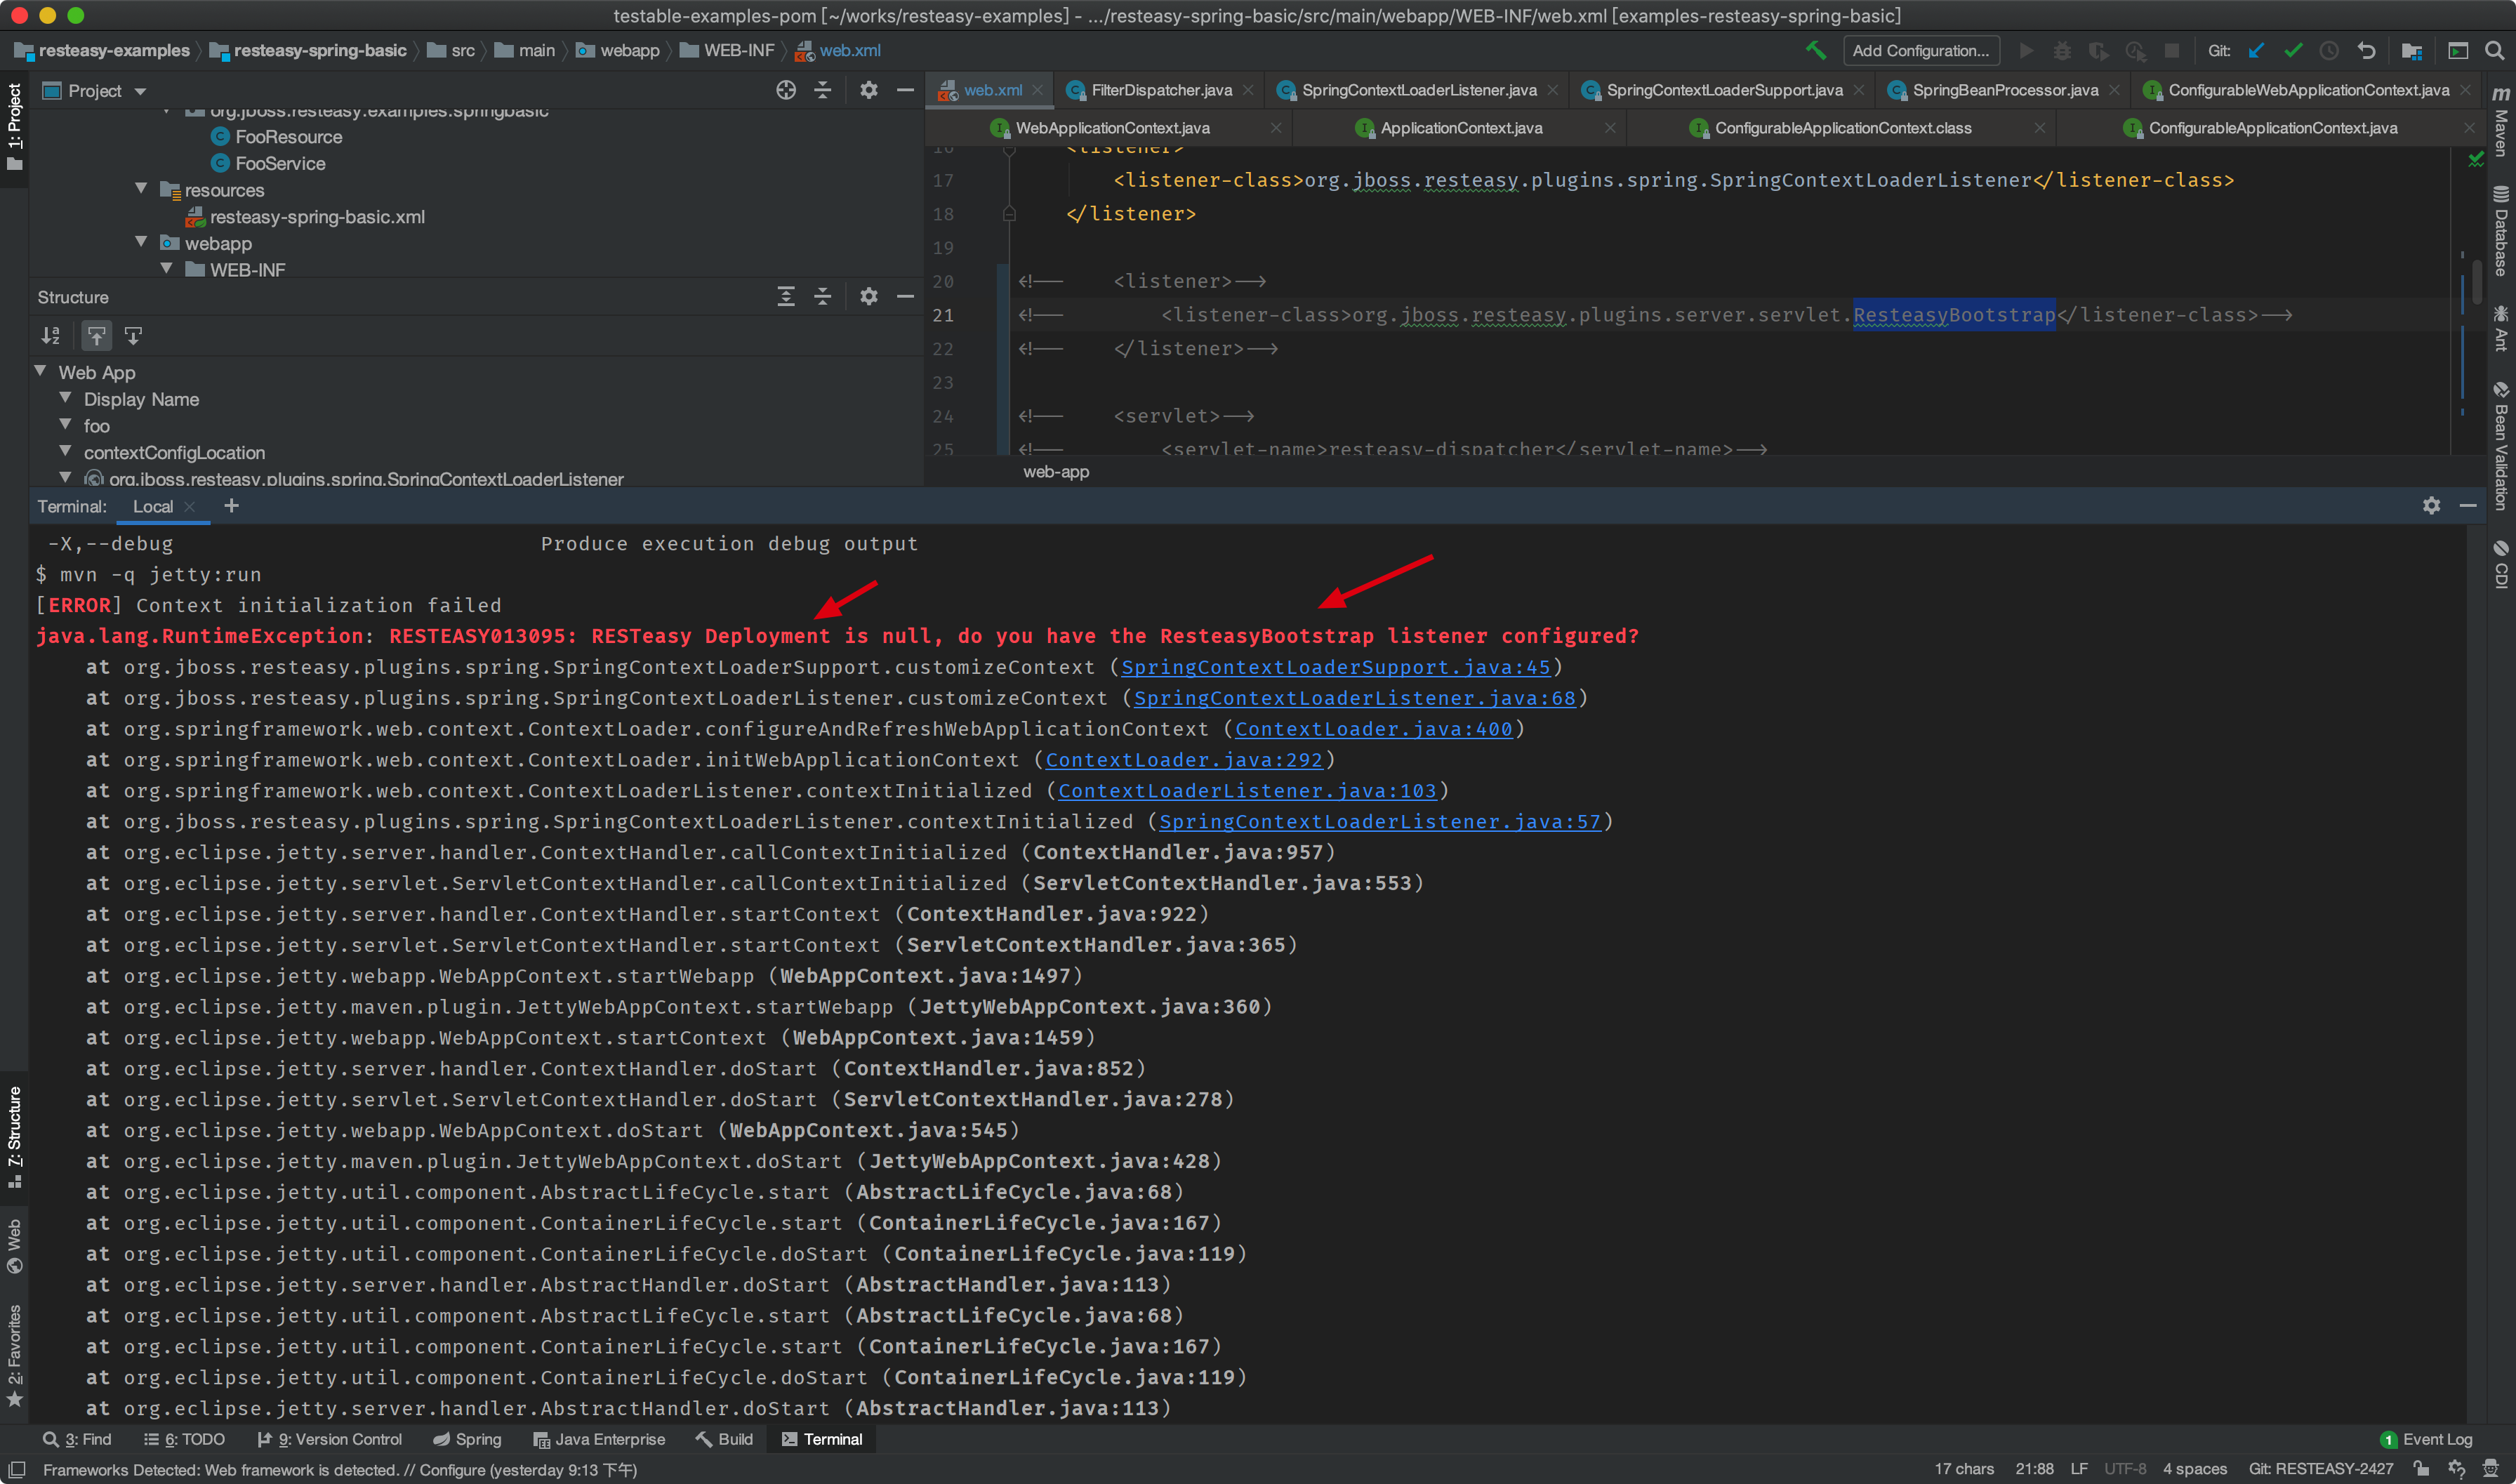 testable-examples-pom [~/works/resteasy-examples] - .../resteasy-spring-basic/src/main/webapp/WEB-INF/web.xml [examples-resteasy-spring-basic]
resteasy-examples resteasy-spring-basic src main webapp WEB-INF web.xml Add Configuration... Git:
1: Project
Project
org.jboss.resteasy.examples.springbasic
FooResource
FooService
resources
resteasy-spring-basic.xml
webapp
WEB-INF
Structure
Web App
Display Name
foo
contextConfigLocation
org.jboss.resteasy.plugins.spring.SpringContextLoaderListener
web.xml FilterDispatcher.java SpringContextLoaderListener.java SpringContextLoaderSupport.java SpringBeanProcessor.java ConfigurableWebApplicationContext.java
WebApplicationContext.java ApplicationContext.java ConfigurableApplicationContext.class ConfigurableApplicationContext.java
16 <listener>
17 <listener-class>org.jboss.resteasy.plugins.spring.SpringContextLoaderListener</listener-class>
18 </listener>
19
20 <!-- <listener>-->
21 <!-- <listener-class>org.jboss.resteasy.plugins.server.servlet.ResteasyBootstrap</listener-class>-->
22 <!-- </listener>-->
23
24 <!-- <servlet>-->
25 <!-- <servlet-name>resteasy-dispatcher</servlet-name>-->
web-app
Maven
Database
Ant
Bean Validation
CDI
Terminal: Local +
-X,--debug Produce execution debug output
$ mvn -q jetty:run
[ERROR] Context initialization failed
java.lang.RuntimeException: RESTEASY013095: RESTeasy Deployment is null, do you have the ResteasyBootstrap listener configured?
at org.jboss.resteasy.plugins.spring.SpringContextLoaderSupport.customizeContext (SpringContextLoaderSupport.java:45)
at org.jboss.resteasy.plugins.spring.SpringContextLoaderListener.customizeContext (SpringContextLoaderListener.java:68)
at org.springframework.web.context.ContextLoader.configureAndRefreshWebApplicationContext (ContextLoader.java:400)
at org.springframework.web.context.ContextLoader.initWebApplicationContext (ContextLoader.java:292)
at org.springframework.web.context.ContextLoaderListener.contextInitialized (ContextLoaderListener.java:103)
at org.jboss.resteasy.plugins.spring.SpringContextLoaderListener.contextInitialized (SpringContextLoaderListener.java:57)
at org.eclipse.jetty.server.handler.ContextHandler.callContextInitialized (ContextHandler.java:957)
at org.eclipse.jetty.servlet.ServletContextHandler.callContextInitialized (ServletContextHandler.java:553)
at org.eclipse.jetty.server.handler.ContextHandler.startContext (ContextHandler.java:922)
at org.eclipse.jetty.servlet.ServletContextHandler.startContext (ServletContextHandler.java:365)
at org.eclipse.jetty.webapp.WebAppContext.startWebapp (WebAppContext.java:1497)
at org.eclipse.jetty.maven.plugin.JettyWebAppContext.startWebapp (JettyWebAppContext.java:360)
at org.eclipse.jetty.webapp.WebAppContext.startContext (WebAppContext.java:1459)
at org.eclipse.jetty.server.handler.ContextHandler.doStart (ContextHandler.java:852)
at org.eclipse.jetty.servlet.ServletContextHandler.doStart (ServletContextHandler.java:278)
at org.eclipse.jetty.webapp.WebAppContext.doStart (WebAppContext.java:545)
at org.eclipse.jetty.maven.plugin.JettyWebAppContext.doStart (JettyWebAppContext.java:428)
at org.eclipse.jetty.util.component.AbstractLifeCycle.start (AbstractLifeCycle.java:68)
at org.eclipse.jetty.util.component.ContainerLifeCycle.start (ContainerLifeCycle.java:167)
at org.eclipse.jetty.util.component.ContainerLifeCycle.doStart (ContainerLifeCycle.java:119)
at org.eclipse.jetty.server.handler.AbstractHandler.doStart (AbstractHandler.java:113)
at org.eclipse.jetty.util.component.AbstractLifeCycle.start (AbstractLifeCycle.java:68)
at org.eclipse.jetty.util.component.ContainerLifeCycle.start (ContainerLifeCycle.java:167)
at org.eclipse.jetty.util.component.ContainerLifeCycle.doStart (ContainerLifeCycle.java:119)
at org.eclipse.jetty.server.handler.AbstractHandler.doStart (AbstractHandler.java:113)
7: Structure
Web
2: Favorites
3: Find 6: TODO 9: Version Control Spring Java Enterprise Build Terminal 1 Event Log
Frameworks Detected: Web framework is detected. // Configure (yesterday 9:13 下午) 17 chars 21:88 LF UTF-8 4 spaces Git: RESTEASY-2427